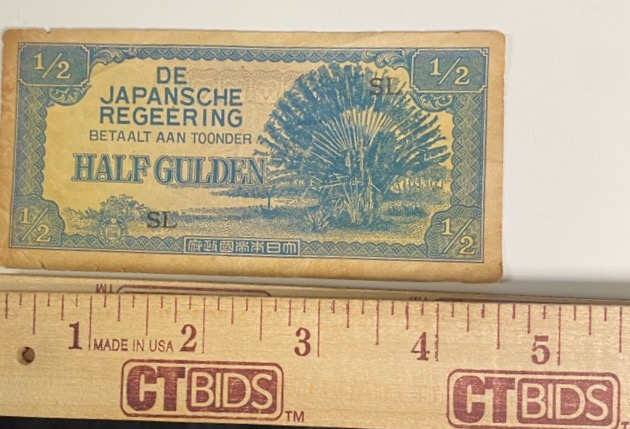 1/2
1/2
DE
JAPANSCHE
REGEERING
BETAALT AAN TOONDER
HALF GULDEN
SL
SL
1/2
1/2
府政國帝本日大
TM
1 MADE IN USA 2 3 4 5
CTBIDS TM
CTBIDS